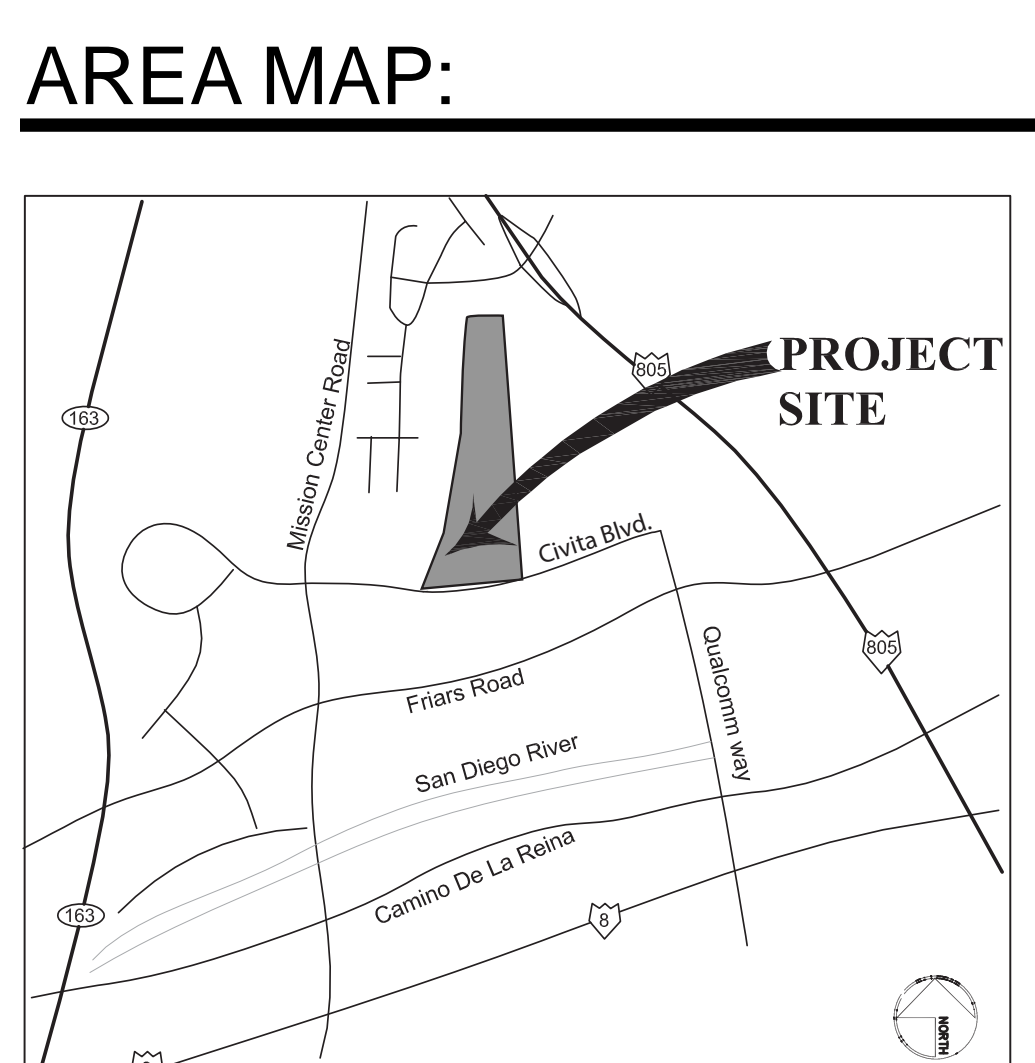 AREA MAP:
PROJECT
SITE
805
163
Mission Center Road
Civita Blvd.
805
Qualcomm way
Friars Road
San Diego River
Camino De La Reina
163
8
NORTH